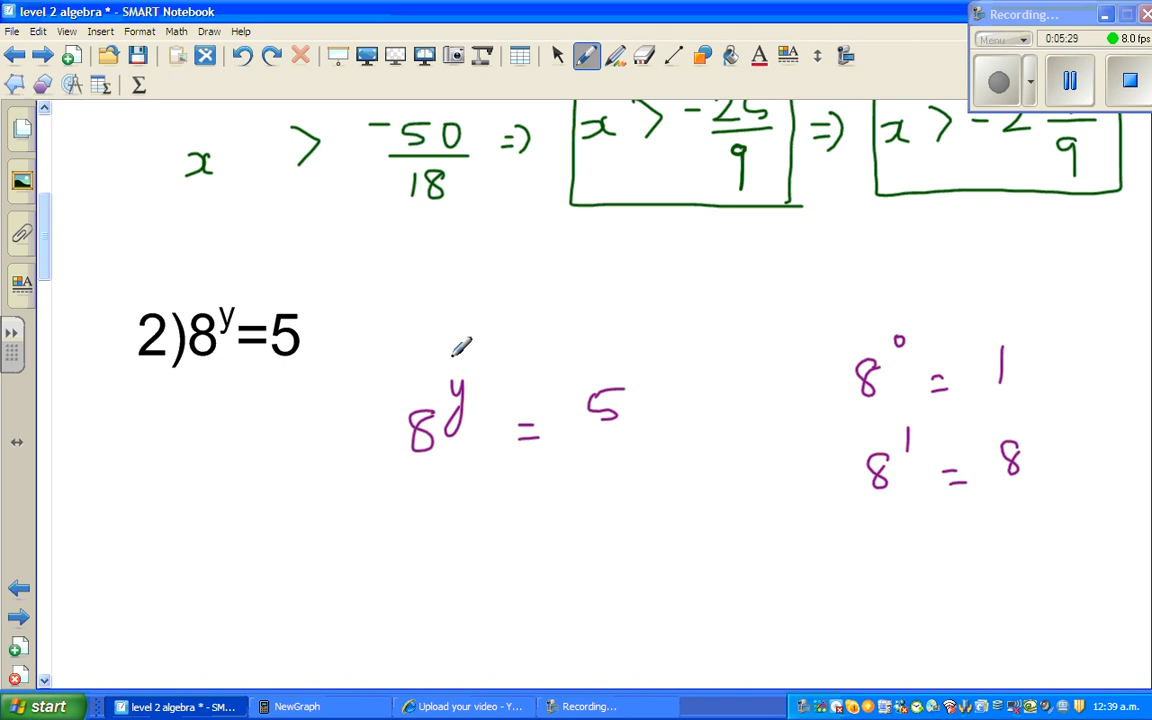 level 2 algebra * - SMART Notebook
Recording...
File Edit View Insert Format Math Draw Help
Menu 0:05:29 8.0 fps
x > -50/18 => x > -25/9 => x > -2 /9
2)8^y=5
8^y = 5
8^0 = 1
8^1 = 8
start level 2 algebra * - SM... NewGraph Upload your video - Y... Recording... 12:39 a.m.